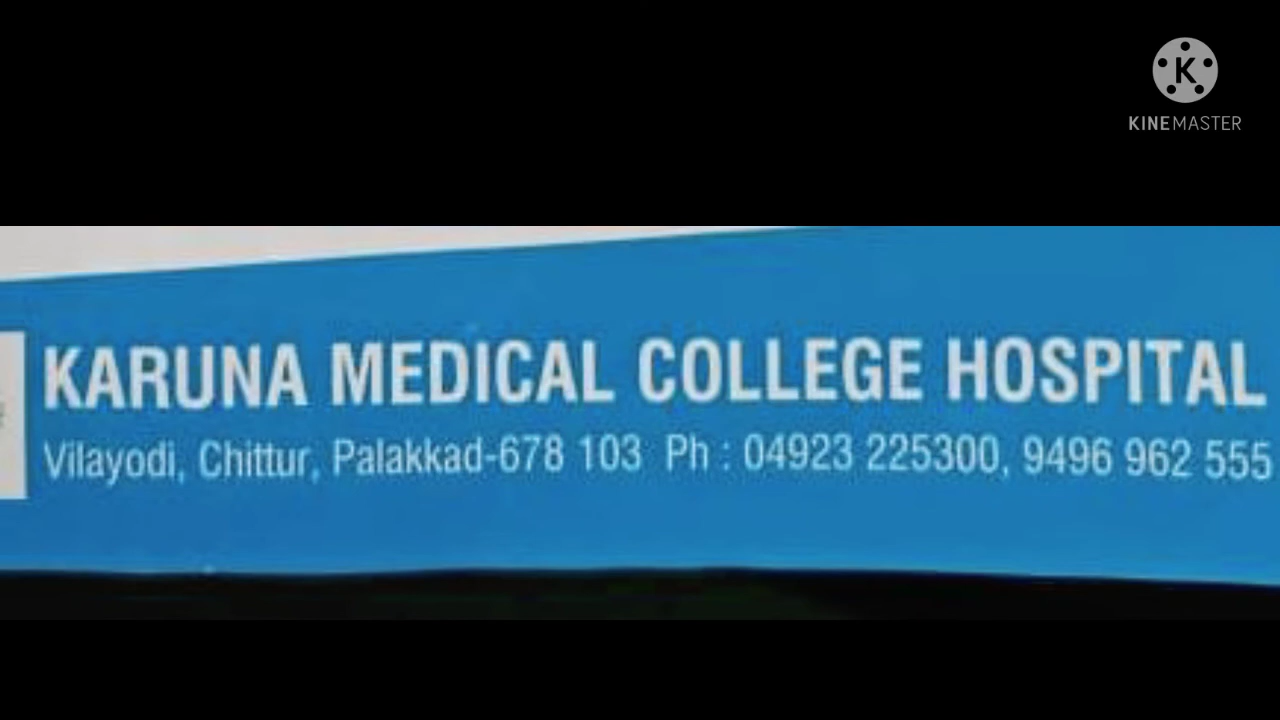 K
KINEMASTER
KARUNA MEDICAL COLLEGE HOSPITAL
Vilayodi, Chittur, Palakkad-678 103 Ph : 04923 225300, 9496 962 555